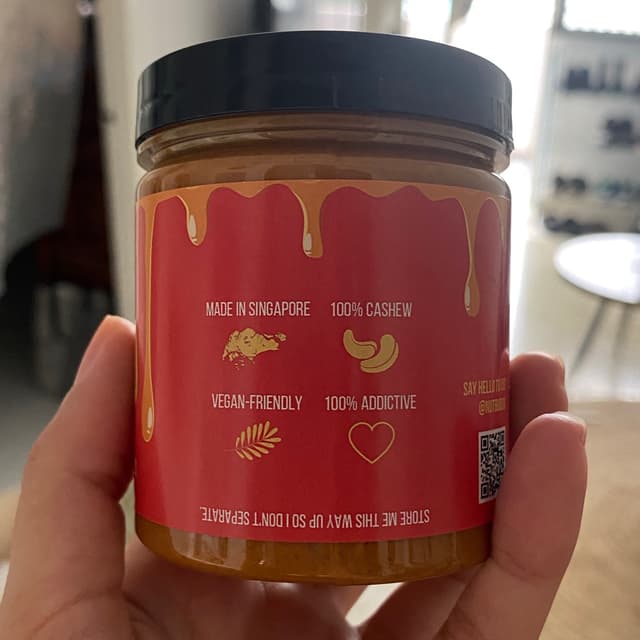 MADE IN SINGAPORE
100% CASHEW
VEGAN-FRIENDLY
100% ADDICTIVE
SAY HELLO
STORE ME THIS WAY UP SO I DON'T SEPARATE